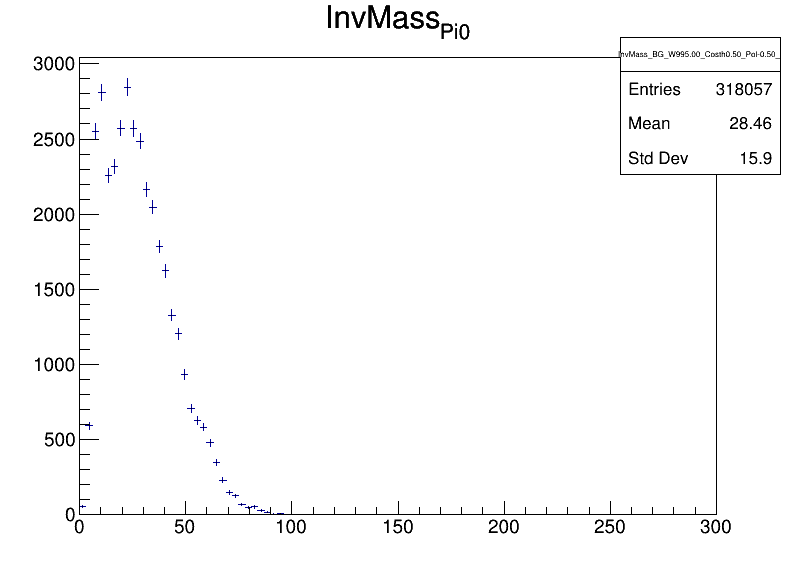 InvMass_Pi0
InvMass_BG_W995.00_Costh0.50_Pol-0.50_
Entries 318057
Mean 28.46
Std Dev 15.9
3000
2500
2000
1500
1000
500
0
0 50 100 150 200 250 300